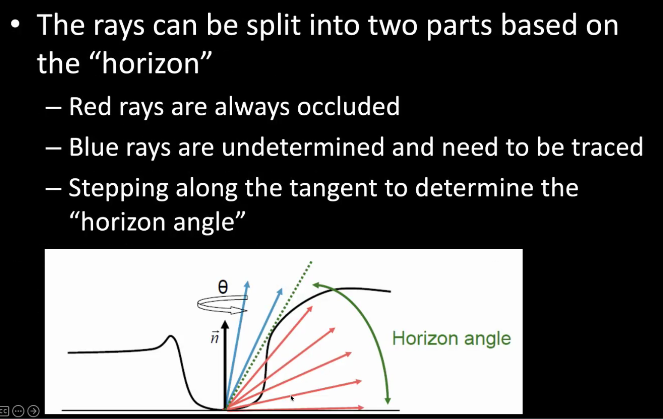 • The rays can be split into two parts based on
the “horizon”
– Red rays are always occluded
– Blue rays are undetermined and need to be traced
– Stepping along the tangent to determine the
“horizon angle”
θ
n⃗
Horizon angle